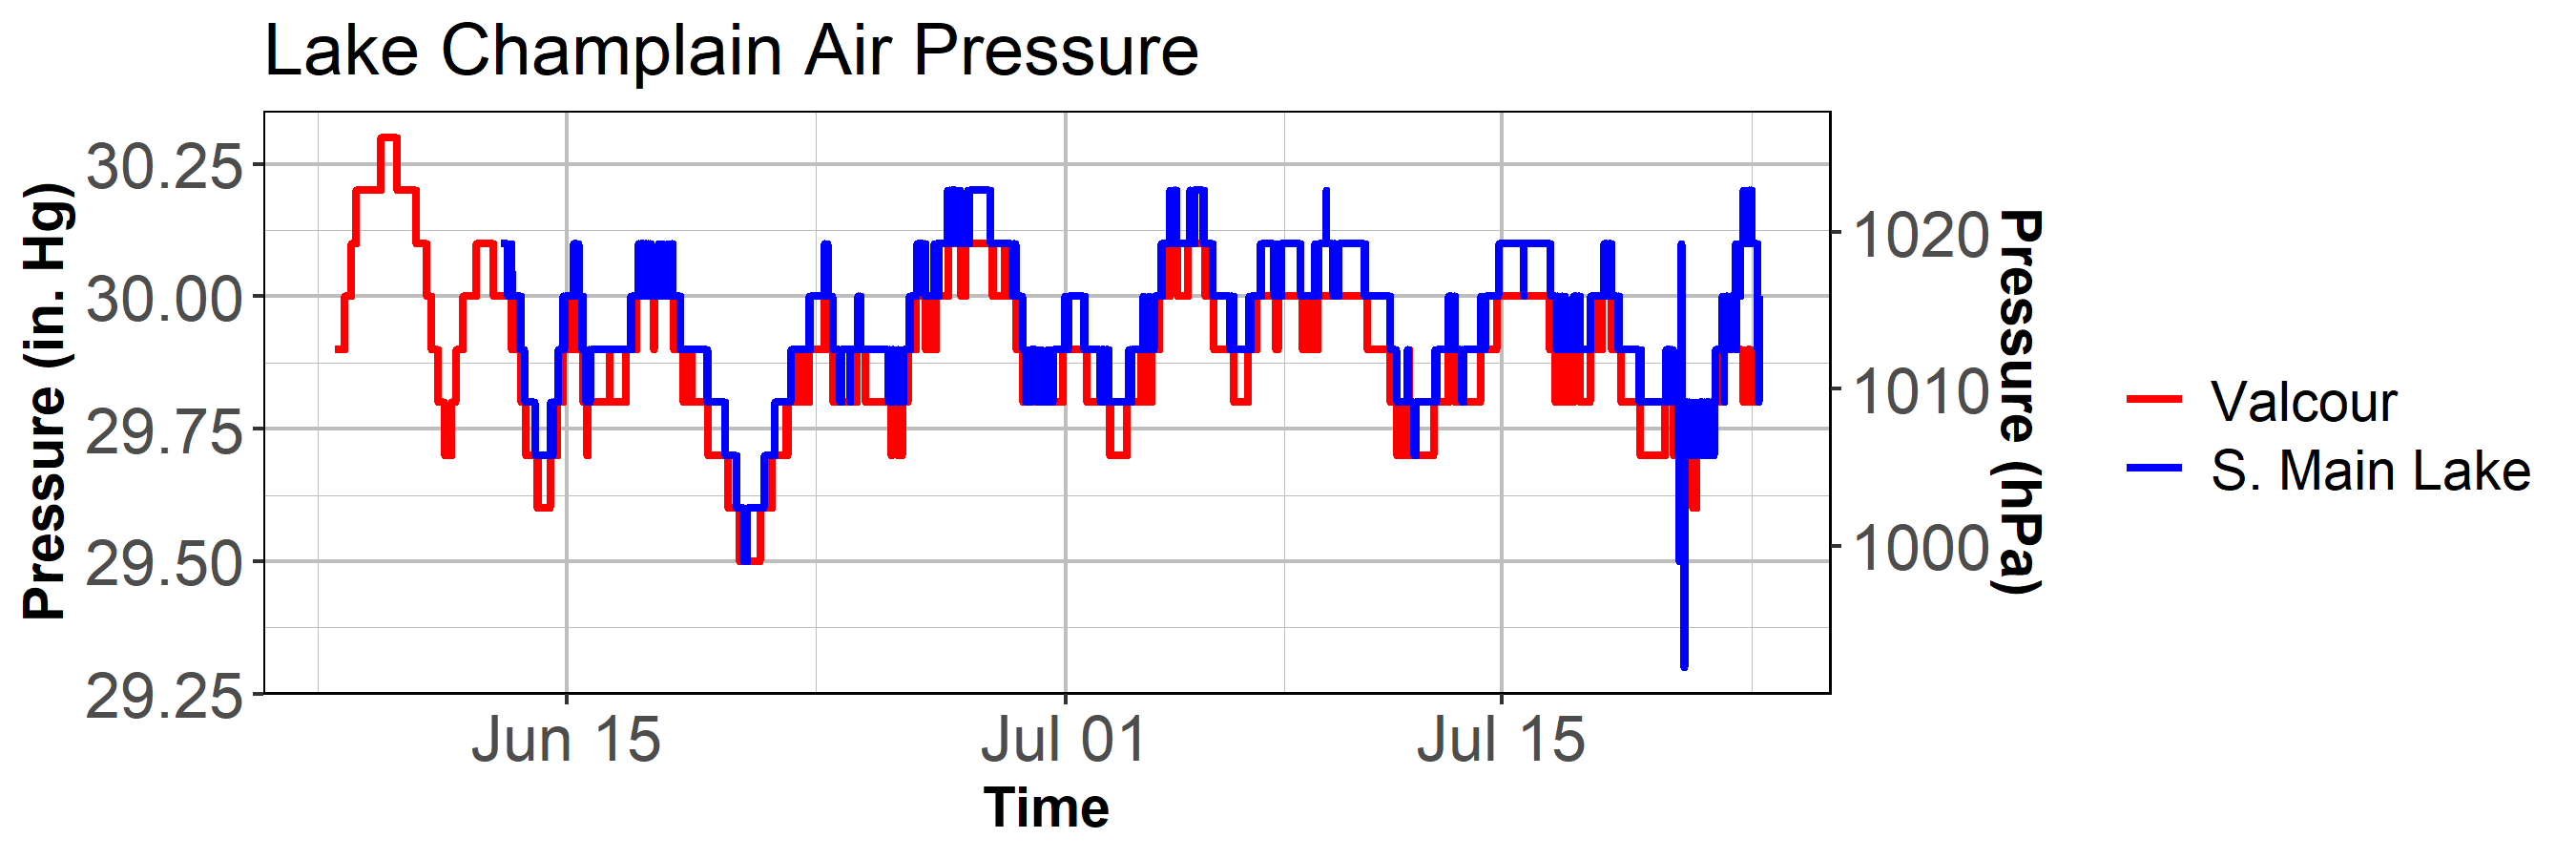 Lake Champlain Air Pressure
Pressure (in. Hg)
30.25
30.00
29.75
29.50
29.25
1020
1010
1000
Pressure (hPa)
Jun 15
Jul 01
Jul 15
Time
Valcour
S. Main Lake